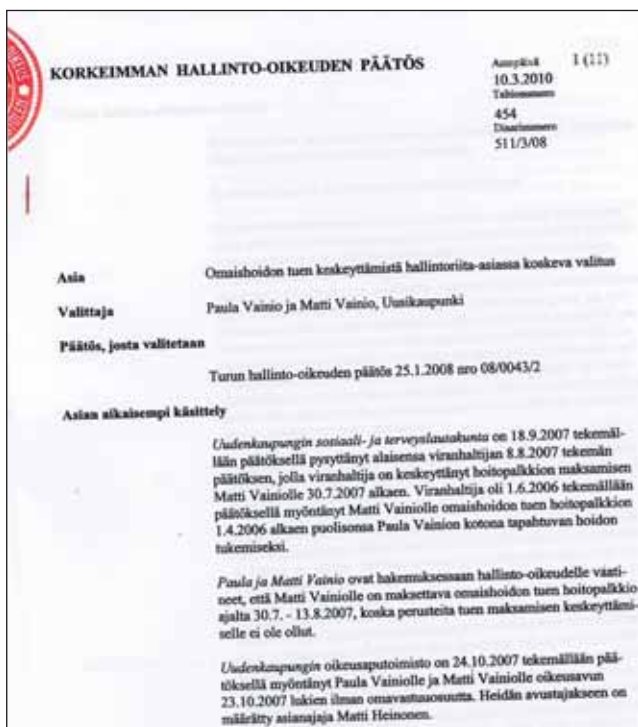 KORKEIMMAN HALLINTO-OIKEUDEN PÄÄTÖS
Antopäivä 1 (11)
10.3.2010
Taltionumero
454
Diaarinumero
511/3/08
Asia Omaishoidon tuen keskeyttämistä hallintoriita-asiassa koskeva valitus
Valittaja Paula Vainio ja Matti Vainio, Uusikaupunki
Päätös, josta valitetaan
Turun hallinto-oikeuden päätös 25.1.2008 nro 08/0043/2
Asian aikaisempi käsittely
Uudenkaupungin sosiaali- ja terveyslautakunta on 18.9.2007 tekemäl-
lään päätöksellä pysyttänyt alaisensa viranhaltijan 8.8.2007 tekemän
päätöksen, jolla viranhaltija on keskeyttänyt hoitopalkkion maksamisen
Matti Vainiolle 30.7.2007 alkaen. Viranhaltija oli 1.6.2006 tekemällään
päätöksellä myöntänyt Matti Vainiolle omaishoidon tuen hoitopalkkion
1.4.2006 alkaen puolisonsa Paula Vainion kotona tapahtuvan hoidon
tukemiseksi.
Paula ja Matti Vainio ovat hakemuksessaan hallinto-oikeudelle vaati-
neet, että Matti Vainiolle on maksettava omaishoidon tuen hoitopalkkio
ajalta 30.7. - 13.8.2007, koska perusteita tuen maksamisen keskeyttämi-
selle ei ole ollut.
Uudenkaupungin oikeusaputoimisto on 24.10.2007 tekemällään pää-
töksellä myöntänyt Paula Vainiolle ja Matti Vainiolle oikeusavun
23.10.2007 lukien ilman omavastuuosuutta. Heidän avustajakseen on
määrätty asianajaja Matti Heinonen.